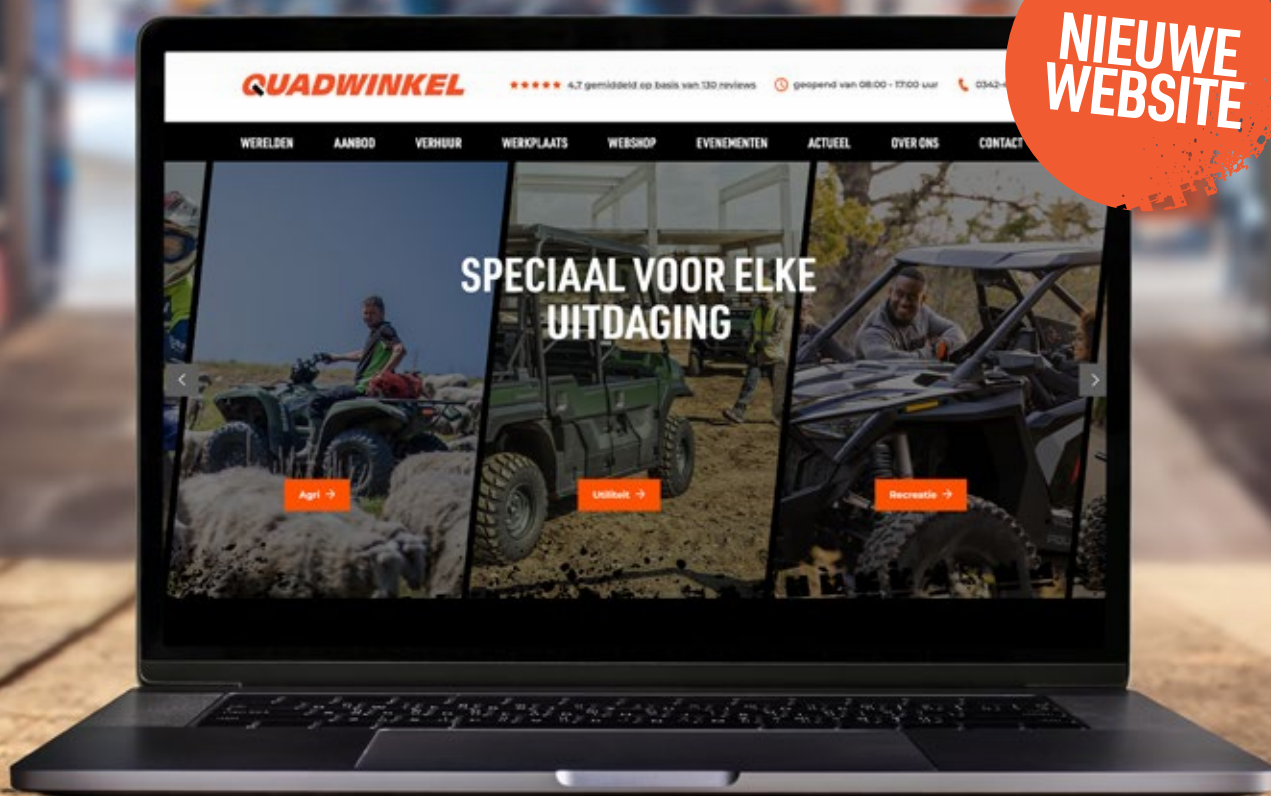 NIEUWE
WEBSITE
QUADWINKEL
4,7 gemiddeld op basis van 130 reviews
geopend van 08:00 - 17:00 uur
0342-
WERELDEN AANBOD VERHUUR WERKPLAATS WEBSHOP EVENEMENTEN ACTUEEL OVER ONS CONTACT
SPECIAAL VOOR ELKE
UITDAGING
Agri
Utiliteit
Recreatie